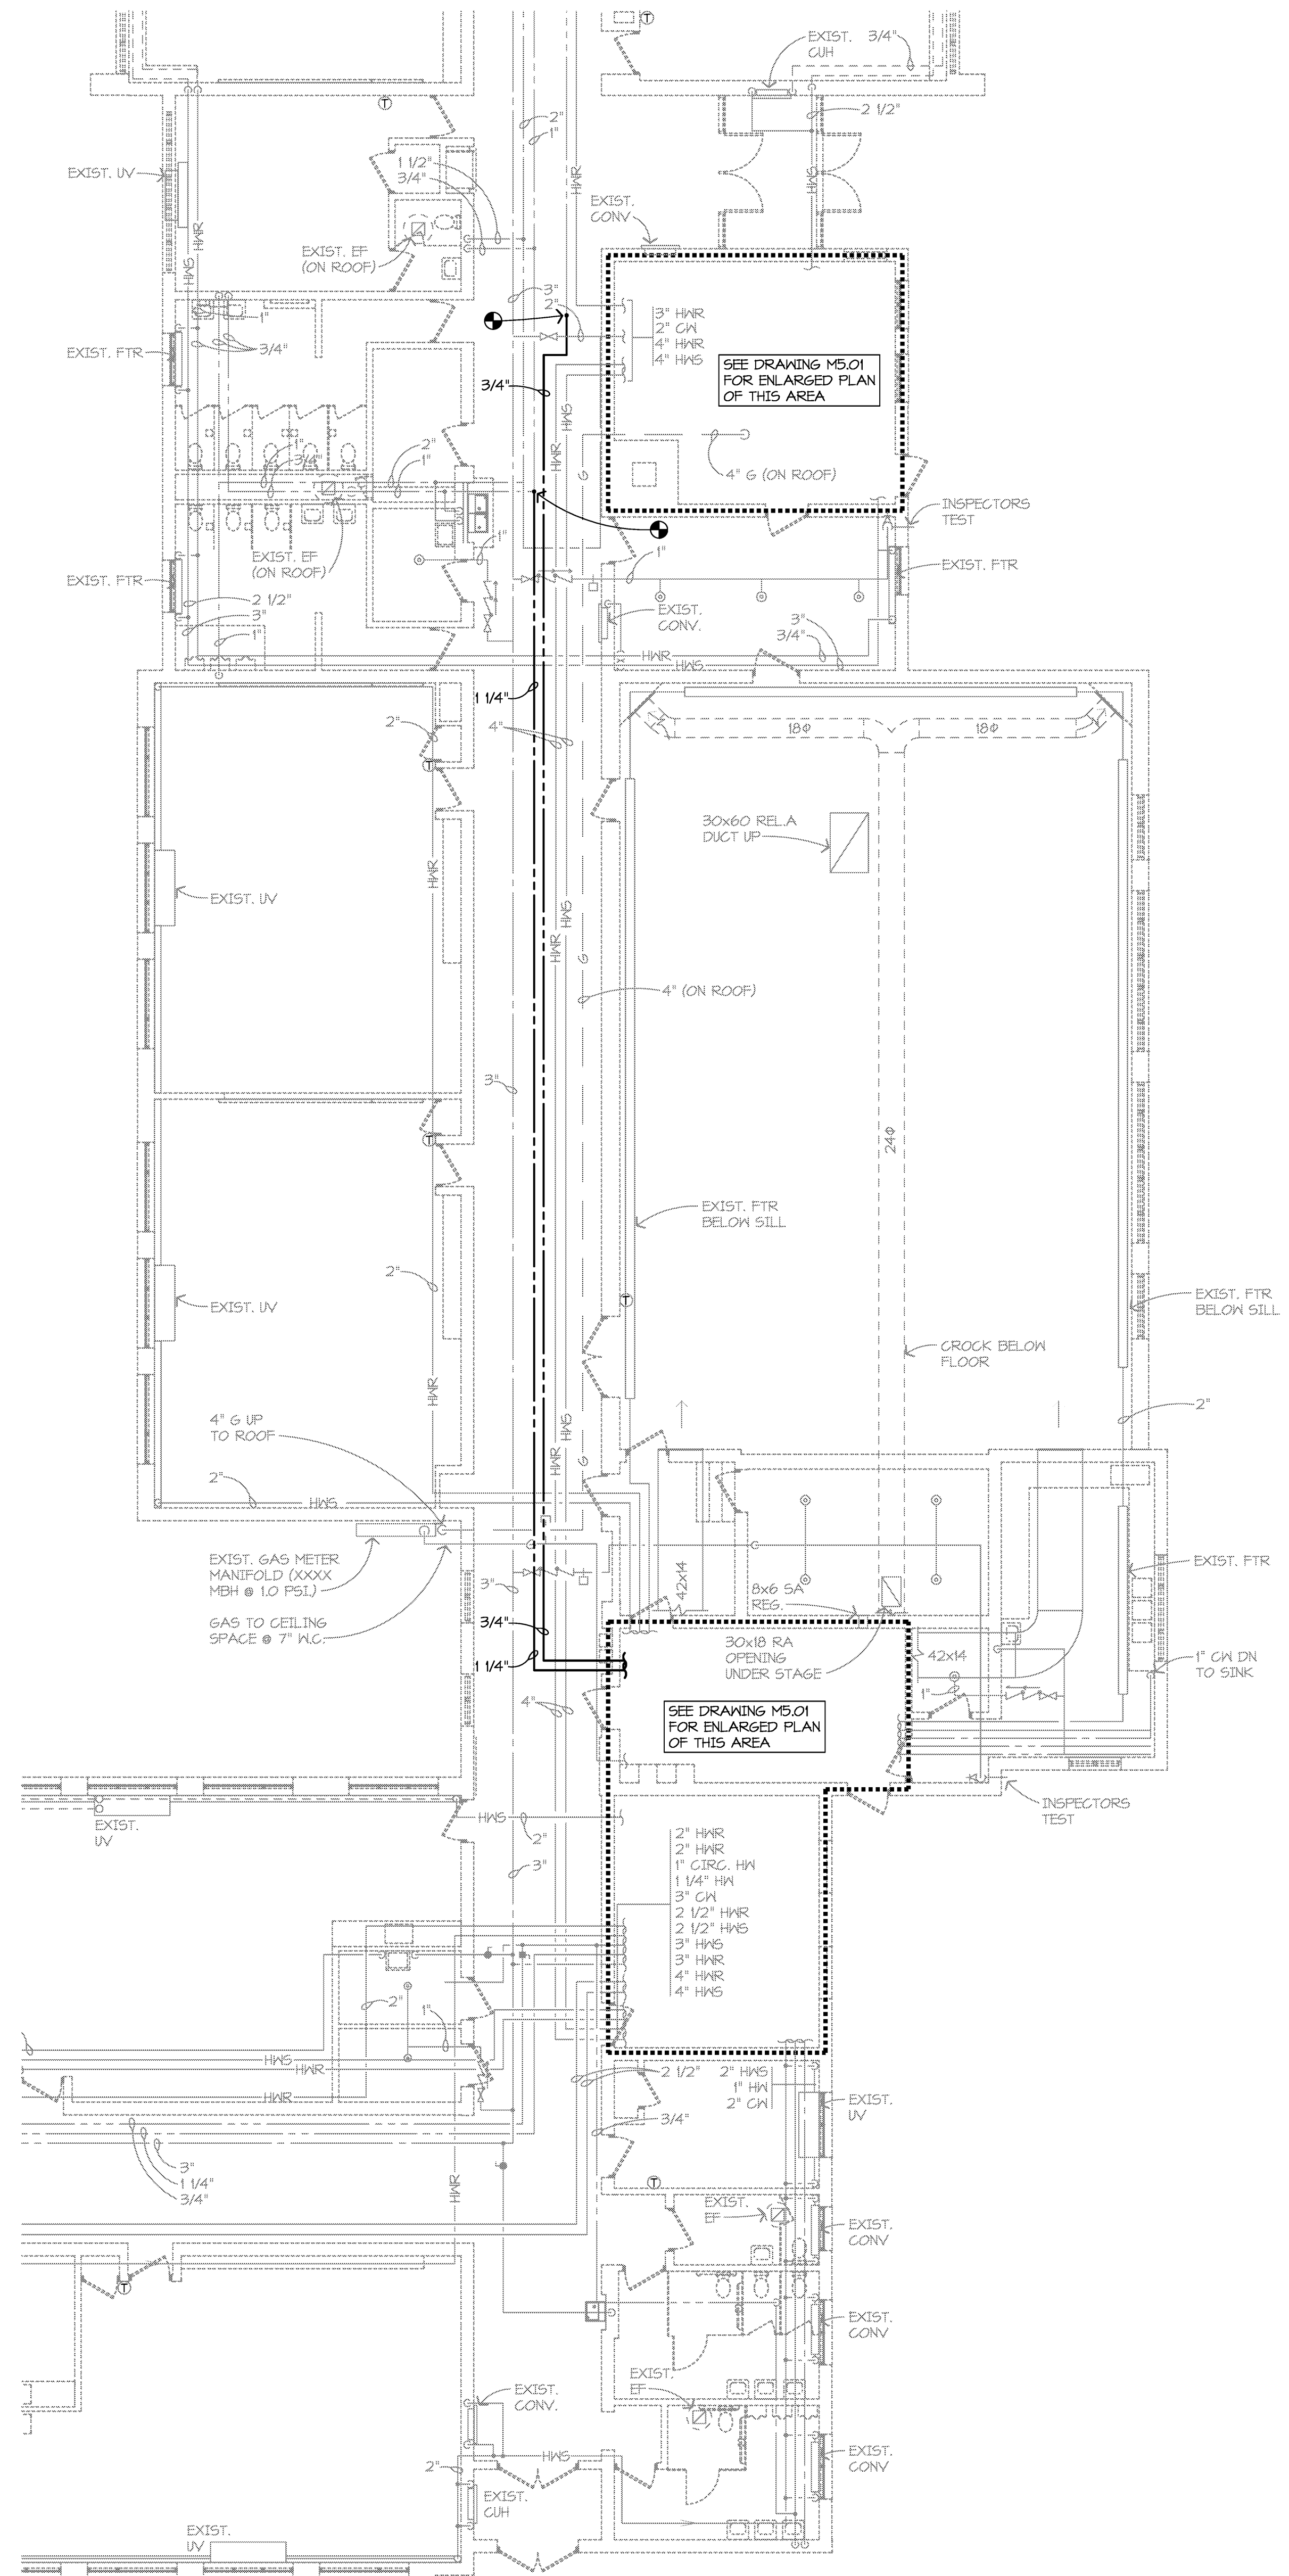 T
EXIST. 3/4"
CUH
T
2"
1"
2 1/2"
1 1/2"
3/4"
EXIST. UV
HWR
HWS
EXIST.
CONV
HWR
HWS
EXIST. EF
(ON ROOF)
3"
2"
1"
3" HWR
2" CW
4" HWR
4" HWS
3/4"
EXIST. FTR
SEE DRAWING M5.01
FOR ENLARGED PLAN
OF THIS AREA
3/4"
HWS
HWR
G
2"
1"
1"
3/4"
4" G (ON ROOF)
INSPECTORS
TEST
1"
1"
EXIST. EF
(ON ROOF)
EXIST. FTR
EXIST. FTR
2 1/2"
3"
1"
EXIST.
CONV.
3"
3/4"
HWR
HWS
1 1/4"
2"
4"
18ϕ
18ϕ
T
30x60 REL.A
DUCT UP
HWR
EXIST. UV
HWS
HWR
G
4" (ON ROOF)
3"
T
24ϕ
EXIST. FTR
BELOW SILL
2"
EXIST. UV
T
EXIST. FTR
BELOW SILL
CROCK BELOW
FLOOR
HWR
2"
4" G UP
TO ROOF
HWS
HWR
G
2"
HWS
EXIST. GAS METER
MANIFOLD (XXXX
MBH @ 1.0 PSI.)
GAS TO CEILING
SPACE @ 7" W.C.
3"
42x14
8x6 SA
REG.
EXIST. FTR
3/4"
30x18 RA
OPENING
UNDER STAGE
42x14
1 1/4"
1" CW DN
TO SINK
1"
4"
SEE DRAWING M5.01
FOR ENLARGED PLAN
OF THIS AREA
INSPECTORS
TEST
EXIST.
UV
HWS
2"
3"
2" HWR
2" HWR
1" CIRC. HW
1 1/4" HW
3" CW
2 1/2" HWR
2 1/2" HWS
3" HWS
3" HWR
4" HWR
4" HWS
2"
1"
HWS
HWR
HWR
2 1/2"
2" HWS
1" HW
2" CW
EXIST.
UV
3/4"
3"
1 1/4"
3/4"
HWR
T
EXIST.
EF
EXIST.
CONV
T
EXIST.
CONV
EXIST.
EF
EXIST.
CONV.
HWS
EXIST.
CONV
2"
EXIST.
CUH
EXIST.
UV